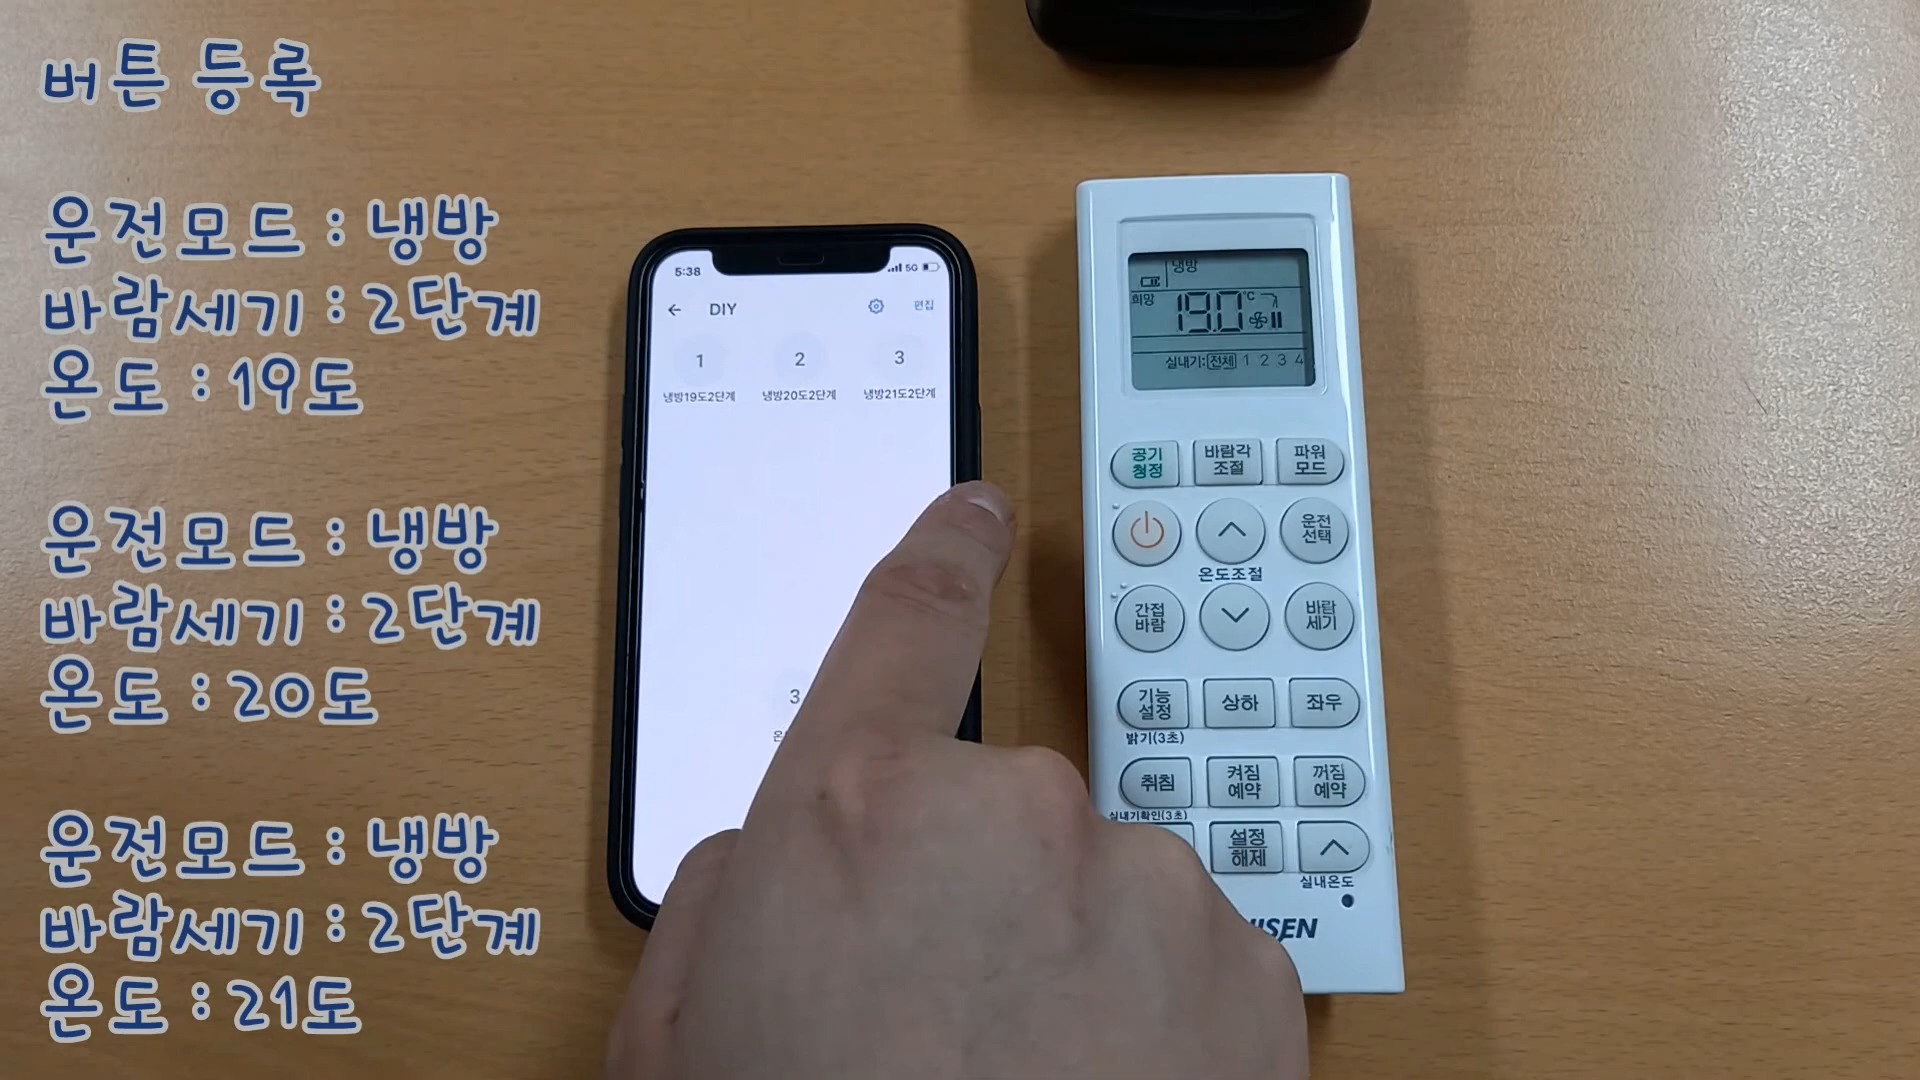 버튼 등록
운전모드 : 냉방
바람세기 : 2단계
온도 : 19도
운전모드 : 냉방
바람세기 : 2단계
온도 : 20도
운전모드 : 냉방
바람세기 : 2단계
온도 : 21도
5:38
5G
← DIY
편집
1 2 3
냉방19도2단계 냉방20도2단계 냉방21도2단계
3
냉방
희망 19.0°C
실내기: 전체 1 2 3 4
공기청정
바람각조절
파워모드
운전선택
온도조절
간접바람
바람세기
기능설정
상하
좌우
밝기(3초)
취침
켜짐예약
꺼짐예약
실내기확인(3초)
설정해제
실내온도